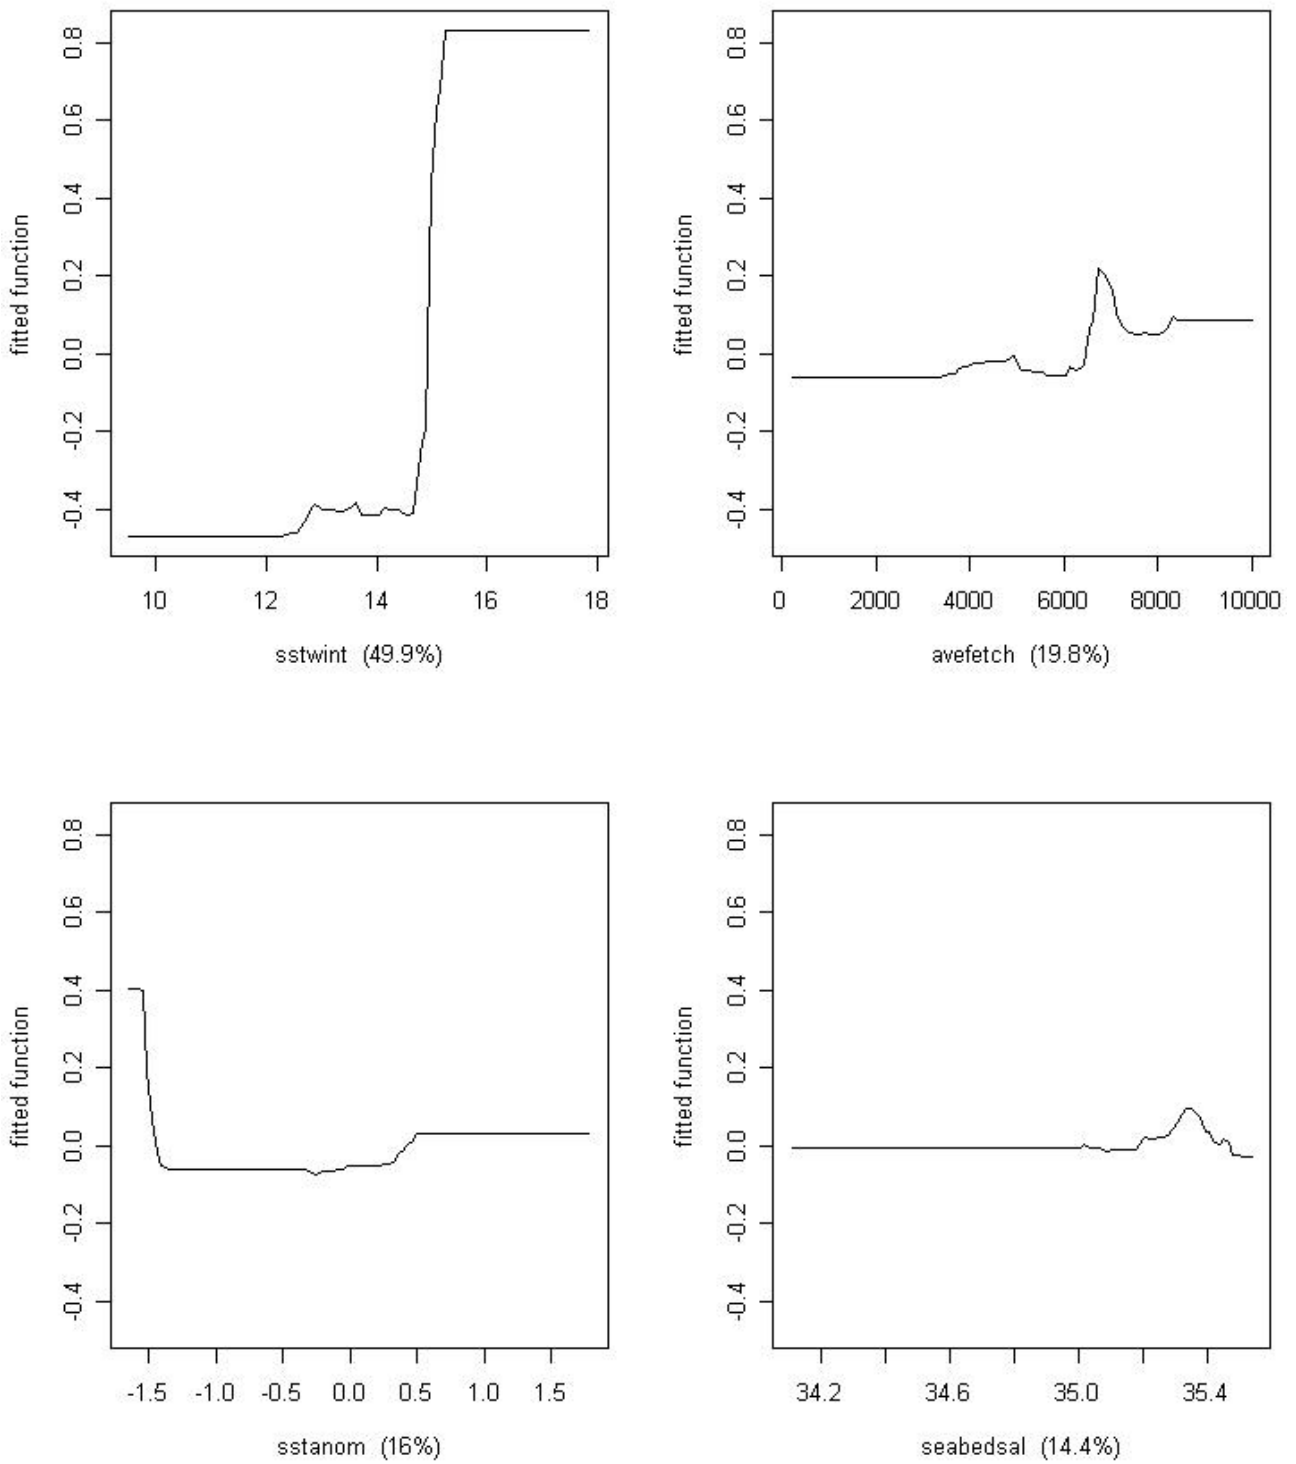 fitted function
0.8
0.6
0.4
0.2
0.0
-0.2
-0.4
10 12 14 16 18
sstwint (49.9%)
fitted function
0.8
0.6
0.4
0.2
0.0
-0.2
-0.4
0 2000 4000 6000 8000 10000
avefetch (19.8%)
fitted function
0.8
0.6
0.4
0.2
0.0
-0.2
-0.4
-1.5 -1.0 -0.5 0.0 0.5 1.0 1.5
sstanom (16%)
fitted function
0.8
0.6
0.4
0.2
0.0
-0.2
-0.4
34.2 34.6 35.0 35.4
seabedsal (14.4%)